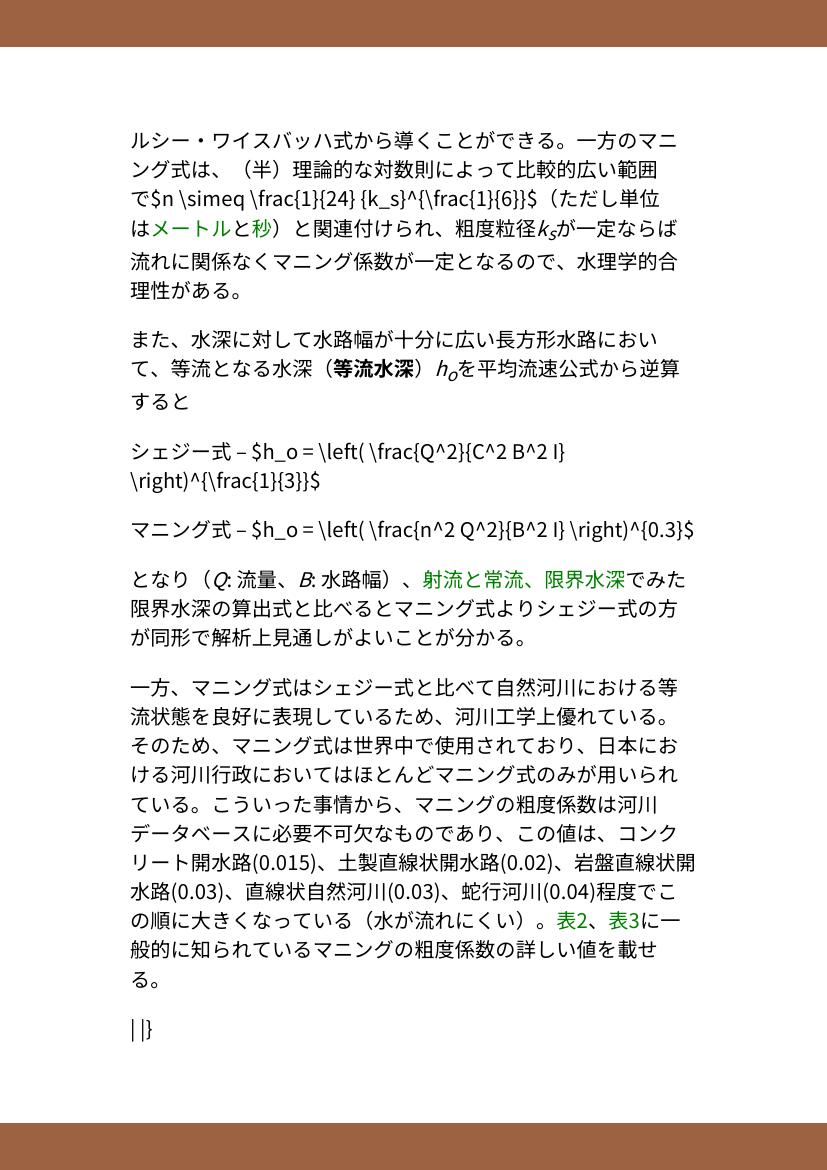 ルシー・ワイスバッハ式から導くことができる。一方のマニ
ング式は、（半）理論的な対数則によって比較的広い範囲
で$n \simeq \frac{1}{24} {k_s}^{\frac{1}{6}}$（ただし単位
はメートルと秒）と関連付けられ、粗度粒径ksが一定ならば
流れに関係なくマニング係数が一定となるので、水理学的合
理性がある。
また、水深に対して水路幅が十分に広い長方形水路におい
て、等流となる水深（等流水深）hoを平均流速公式から逆算
すると
シェジー式 – $h_o = \left( \frac{Q^2}{C^2 B^2 I}
\right)^{\frac{1}{3}}$
マニング式 – $h_o = \left( \frac{n^2 Q^2}{B^2 I} \right)^{0.3}$
となり（Q: 流量、B: 水路幅）、射流と常流、限界水深でみた
限界水深の算出式と比べるとマニング式よりシェジー式の方
が同形で解析上見通しがよいことが分かる。
一方、マニング式はシェジー式と比べて自然河川における等
流状態を良好に表現しているため、河川工学上優れている。
そのため、マニング式は世界中で使用されており、日本にお
ける河川行政においてはほとんどマニング式のみが用いられ
ている。こういった事情から、マニングの粗度係数は河川
データベースに必要不可欠なものであり、この値は、コンク
リート開水路(0.015)、土製直線状開水路(0.02)、岩盤直線状開
水路(0.03)、直線状自然河川(0.03)、蛇行河川(0.04)程度でこ
の順に大きくなっている（水が流れにくい）。表2、表3に一
般的に知られているマニングの粗度係数の詳しい値を載せ
る。
| |}